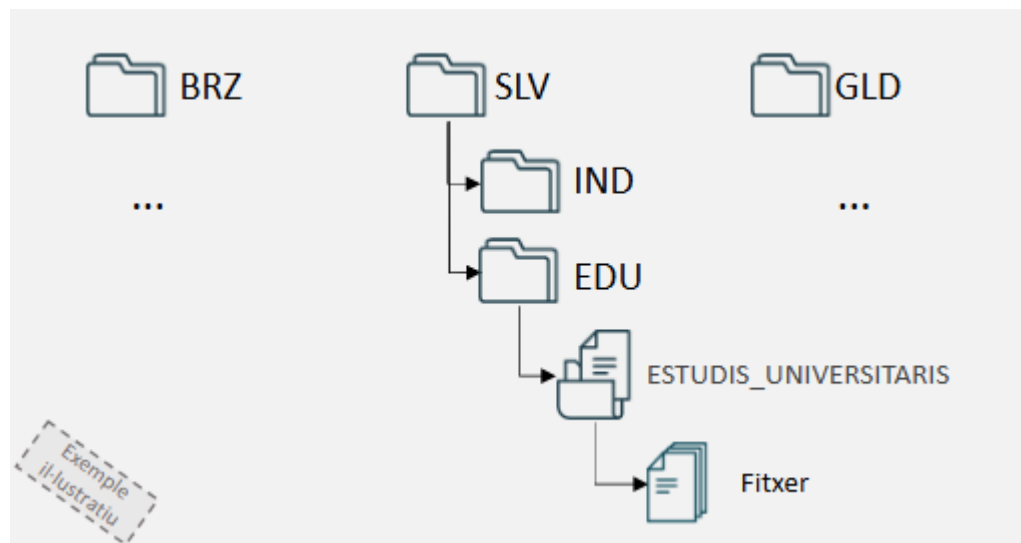 BRZ
SLV
GLD
...
IND
...
EDU
ESTUDIS_UNIVERSITARIS
Fitxer
Exemple
il·lustratiu